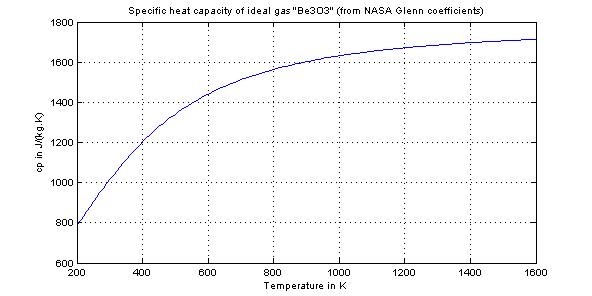 Specific heat capacity of ideal gas "Be3O3" (from NASA Glenn coefficients)
1800
1600
1400
1200
1000
800
600
cp in J/(kg.K)
200 400 600 800 1000 1200 1400 1600
Temperature in K